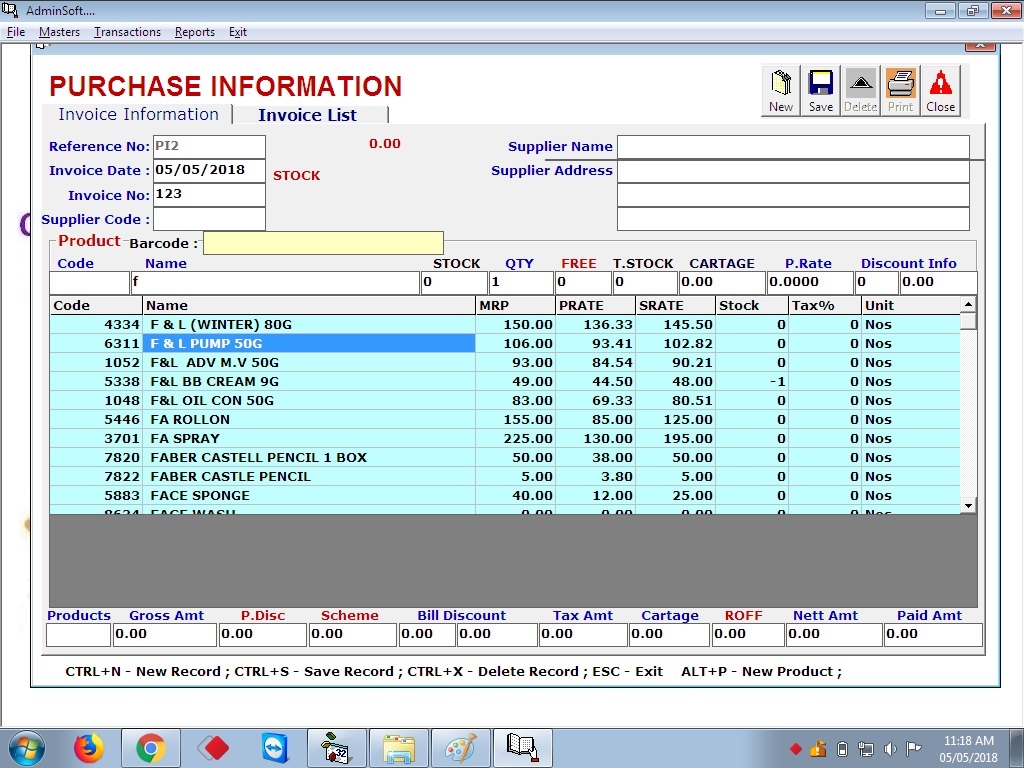 AdminSoft....
File Masters Transactions Reports Exit
PURCHASE INFORMATION
New Save Delete Print Close
Invoice Information Invoice List
Reference No: PI2 0.00 Supplier Name
Invoice Date : 05/05/2018 STOCK Supplier Address
Invoice No: 123
Supplier Code :
Product Barcode :
Code Name STOCK QTY FREE T.STOCK CARTAGE P.Rate Discount Info
f 0 1 0 0 0.00 0.0000 0 0.00
Code Name MRP PRATE SRATE Stock Tax% Unit
4334 F & L (WINTER) 80G 150.00 136.33 145.50 0 0 Nos
6311 F & L PUMP 50G 106.00 93.41 102.82 0 0 Nos
1052 F&L ADV M.V 50G 93.00 84.54 90.21 0 0 Nos
5338 F&L BB CREAM 9G 49.00 44.50 48.00 -1 0 Nos
1048 F&L OIL CON 50G 83.00 69.33 80.51 0 0 Nos
5446 FA ROLLON 155.00 85.00 125.00 0 0 Nos
3701 FA SPRAY 225.00 130.00 195.00 0 0 Nos
7820 FABER CASTELL PENCIL 1 BOX 50.00 38.00 50.00 0 0 Nos
7822 FABER CASTLE PENCIL 5.00 3.80 5.00 0 0 Nos
5883 FACE SPONGE 40.00 12.00 25.00 0 0 Nos
FACE WASH 0.00 0.00 0.00 0 0 Nos
Products Gross Amt P.Disc Scheme Bill Discount Tax Amt Cartage ROFF Nett Amt Paid Amt
0.00 0.00 0.00 0.00 0.00 0.00 0.00 0.00 0.00 0.00
CTRL+N - New Record ; CTRL+S - Save Record ; CTRL+X - Delete Record ; ESC - Exit ALT+P - New Product ;
32
11:18 AM
05/05/2018